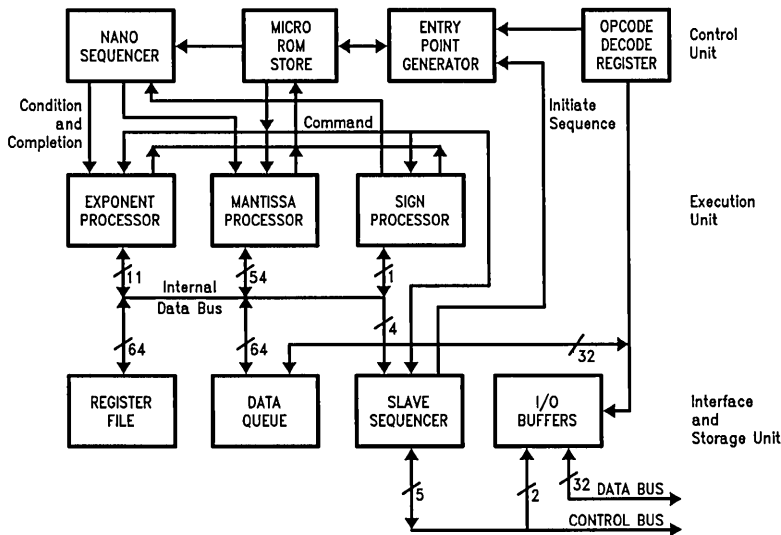 NANO
SEQUENCER
MICRO
ROM
STORE
ENTRY
POINT
GENERATOR
OPCODE
DECODE
REGISTER
Control
Unit
Condition
and
Completion
Command
Initiate
Sequence
EXPONENT
PROCESSOR
MANTISSA
PROCESSOR
SIGN
PROCESSOR
Execution
Unit
11
54
1
Internal
Data Bus
4
64
64
32
REGISTER
FILE
DATA
QUEUE
SLAVE
SEQUENCER
I/O
BUFFERS
Interface
and
Storage Unit
5
2
32
DATA BUS
CONTROL BUS